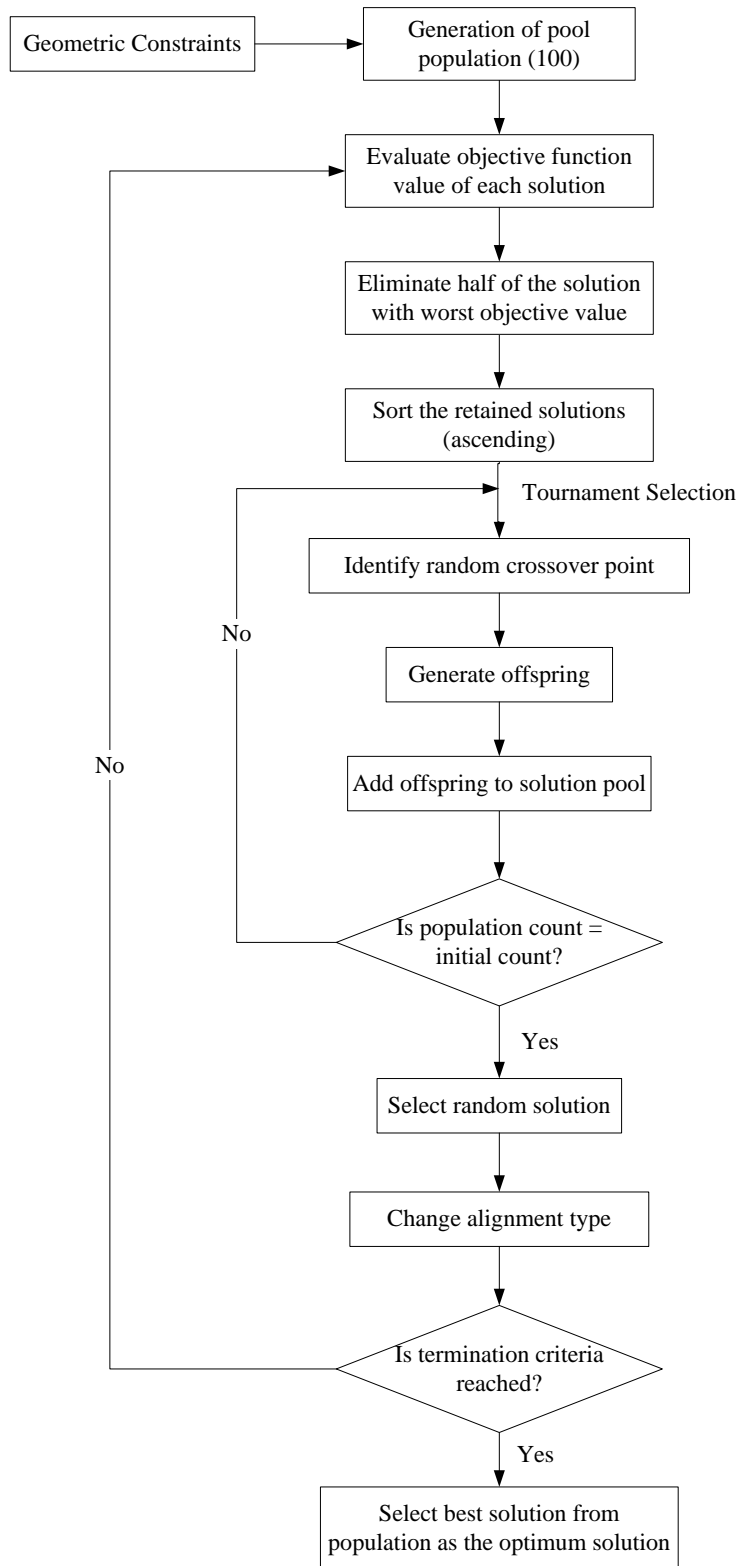 Geometric Constraints
Generation of pool
population (100)
Evaluate objective function
value of each solution
Eliminate half of the solution
with worst objective value
Sort the retained solutions
(ascending)
Tournament Selection
Identify random crossover point
No
Generate offspring
No
Add offspring to solution pool
Is population count =
initial count?
Yes
Select random solution
Change alignment type
Is termination criteria
reached?
Yes
Select best solution from
population as the optimum solution